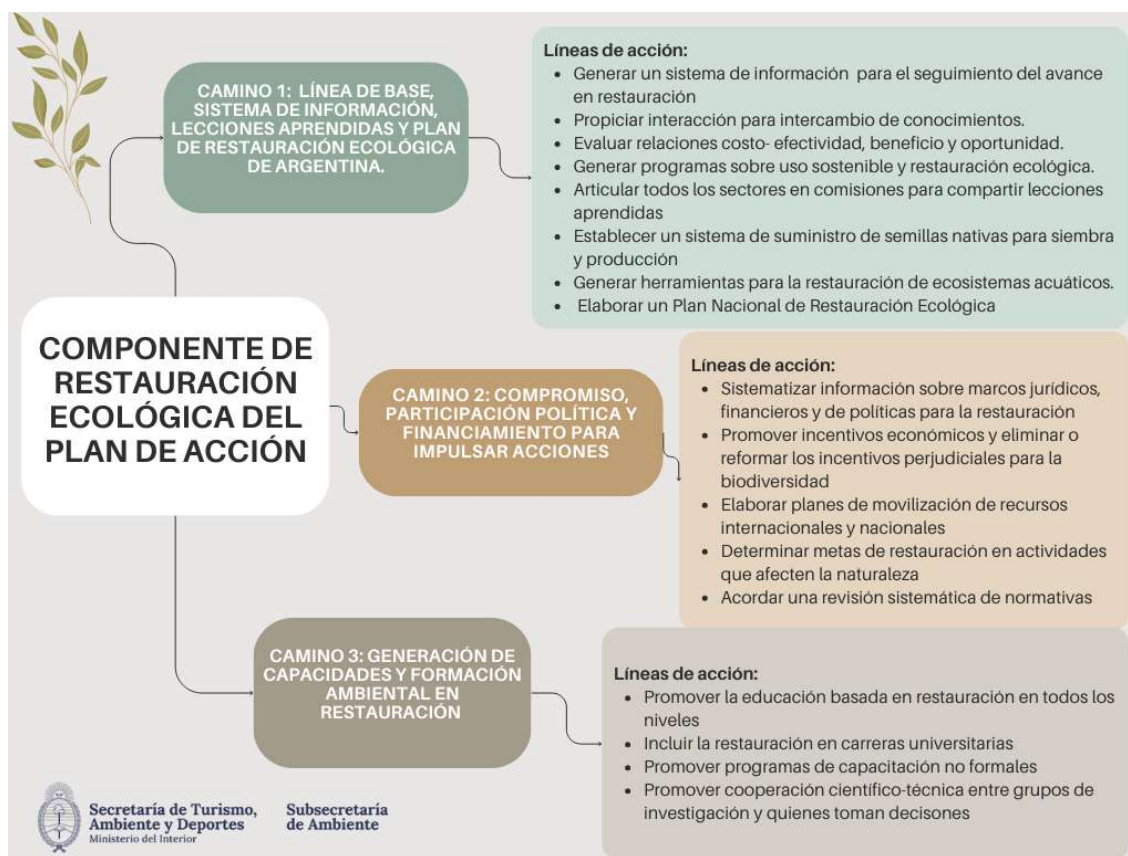 CAMINO 1: LÍNEA DE BASE,
SISTEMA DE INFORMACIÓN,
LECCIONES APRENDIDAS Y PLAN
DE RESTAURACIÓN ECOLÓGICA
DE ARGENTINA.
Líneas de acción:
• Generar un sistema de información para el seguimiento del avance
en restauración
• Propiciar interacción para intercambio de conocimientos.
• Evaluar relaciones costo- efectividad, beneficio y oportunidad.
• Generar programas sobre uso sostenible y restauración ecológica.
• Articular todos los sectores en comisiones para compartir lecciones
aprendidas
• Establecer un sistema de suministro de semillas nativas para siembra
y producción
• Generar herramientas para la restauración de ecosistemas acuáticos.
• Elaborar un Plan Nacional de Restauración Ecológica
COMPONENTE DE
RESTAURACIÓN
ECOLÓGICA DEL
PLAN DE ACCIÓN
CAMINO 2: COMPROMISO,
PARTICIPACIÓN POLÍTICA Y
FINANCIAMIENTO PARA
IMPULSAR ACCIONES
Líneas de acción:
• Sistematizar información sobre marcos jurídicos,
financieros y de políticas para la restauración
• Promover incentivos económicos y eliminar o
reformar los incentivos perjudiciales para la
biodiversidad
• Elaborar planes de movilización de recursos
internacionales y nacionales
• Determinar metas de restauración en actividades
que afecten la naturaleza
• Acordar una revisión sistemática de normativas
CAMINO 3: GENERACIÓN DE
CAPACIDADES Y FORMACIÓN
AMBIENTAL EN
RESTAURACIÓN
Líneas de acción:
• Promover la educación basada en restauración en todos los
niveles
• Incluir la restauración en carreras universitarias
• Promover programas de capacitación no formales
• Promover cooperación científico-técnica entre grupos de
investigación y quienes toman decisones
Secretaría de Turismo,
Ambiente y Deportes
Ministerio del Interior
Subsecretaría
de Ambiente